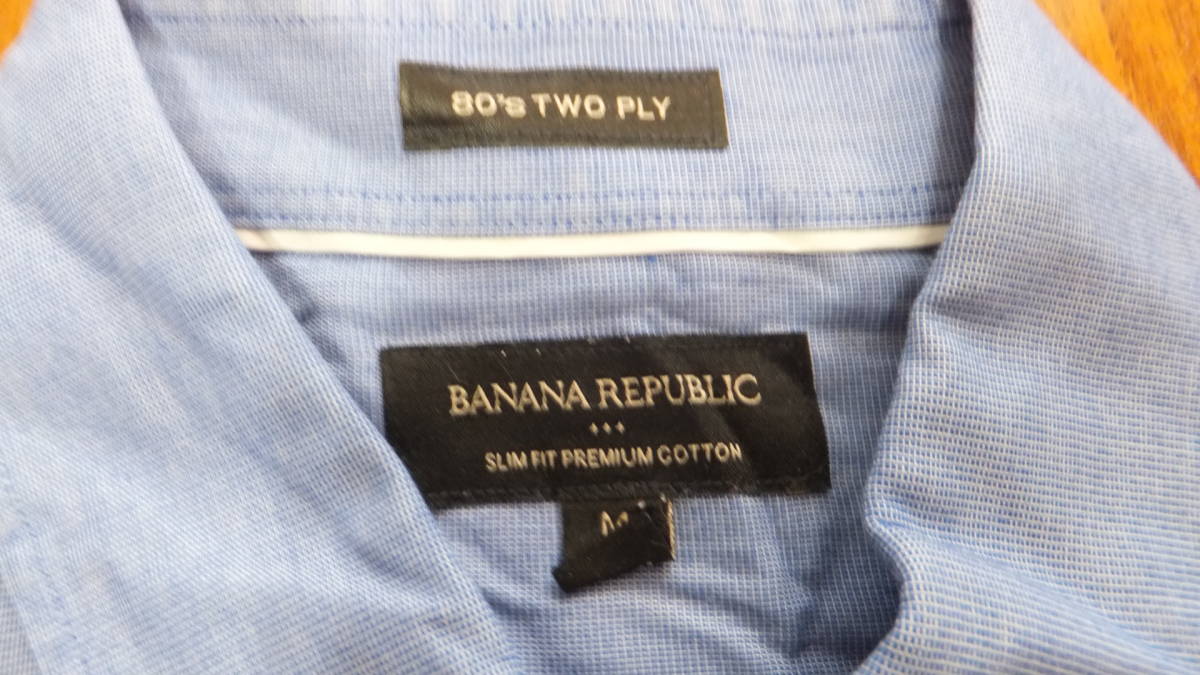 80's TWO PLY
BANANA REPUBLIC
SLIM FIT PREMIUM COTTON
M